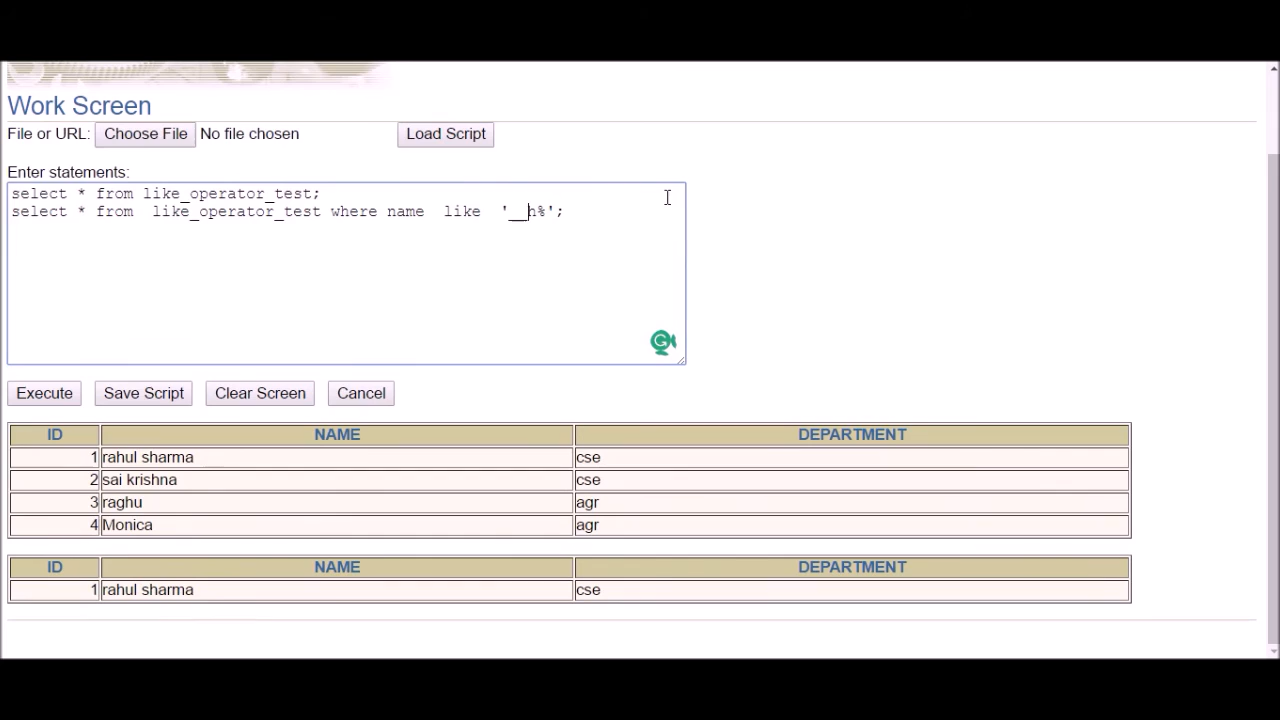 Work Screen
File or URL: Choose File No file chosen Load Script
Enter statements:
select * from like_operator_test;
select * from  like_operator_test where name  like  '__h%';
G
Execute Save Script Clear Screen Cancel
ID NAME DEPARTMENT
1 rahul sharma cse
2 sai krishna cse
3 raghu agr
4 Monica agr
ID NAME DEPARTMENT
1 rahul sharma cse